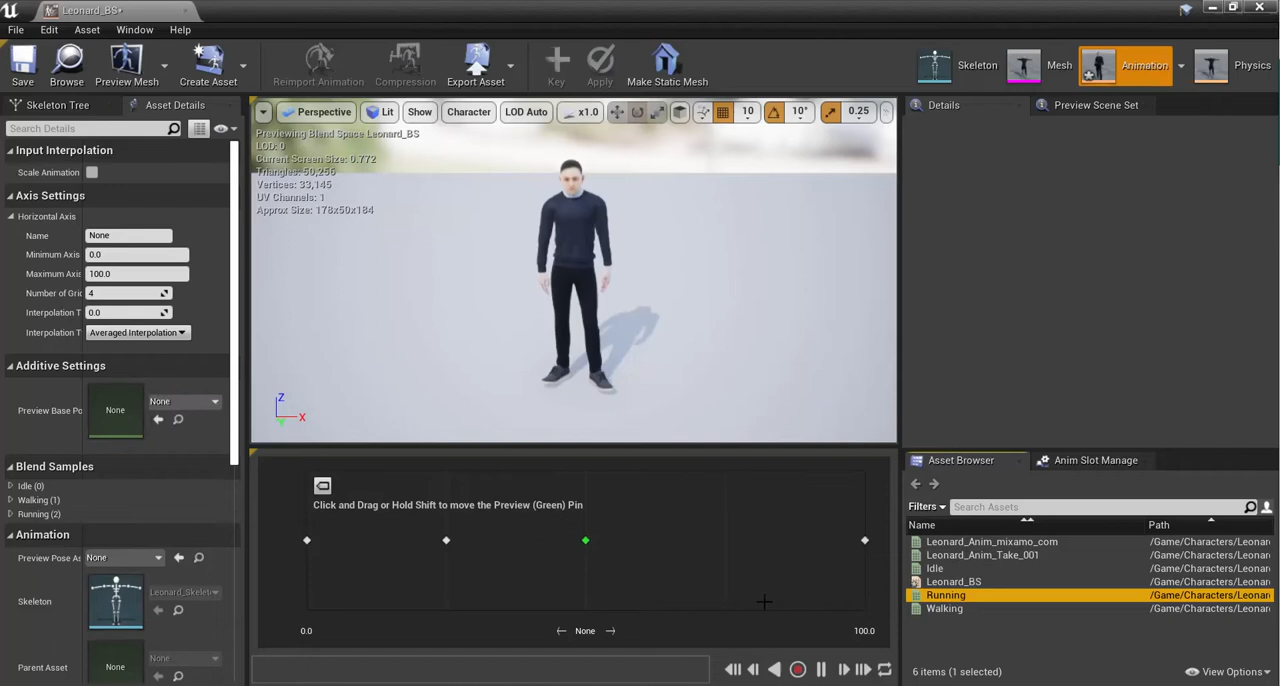 Leonard_BS•
File Edit Asset Window Help
Save Browse Preview Mesh Create Asset Reimport Animation Compression Export Asset Key Apply Make Static Mesh Skeleton Mesh Animation Physics
Skeleton Tree Asset Details
Search Details
Input Interpolation
Scale Animation
Axis Settings
Horizontal Axis
Name None
Minimum Axis 0.0
Maximum Axis 100.0
Number of Gric 4
Interpolation T 0.0
Interpolation T Averaged Interpolation
Additive Settings
Preview Base Po None None
Blend Samples
Idle (0)
Walking (1)
Running (2)
Animation
Preview Pose As None
Skeleton Leonard_Skelet
Parent Asset None None
Perspective Lit Show Character LOD Auto x1.0 10 10° 0.25
Previewing Blend Space Leonard_BS
LOD: 0
Current Screen Size: 0.772
Triangles: 50,256
Vertices: 33,145
UV Channels: 1
Approx Size: 178x50x184
Z
X
Y
Click and Drag or Hold Shift to move the Preview (Green) Pin
0.0 None 100.0
Details Preview Scene Set
Asset Browser Anim Slot Manage
Filters Search Assets
Name Path
Leonard_Anim_mixamo_com /Game/Characters/Leonar
Leonard_Anim_Take_001 /Game/Characters/Leonar
Idle /Game/Characters/Leonar
Leonard_BS /Game/Characters/Leonar
Running /Game/Characters/Leonar
Walking /Game/Characters/Leonar
6 items (1 selected) View Options